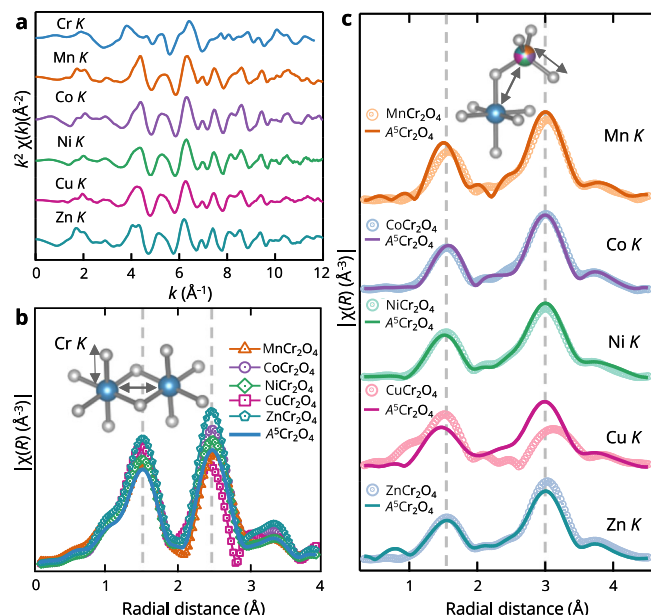 a
Cr K
Mn K
Co K
Ni K
Cu K
Zn K
k² χ(k)(Å⁻²)
0 2 4 6 8 10 12
k (Å⁻¹)
b
Cr K
MnCr₂O₄
CoCr₂O₄
NiCr₂O₄
CuCr₂O₄
ZnCr₂O₄
A⁵Cr₂O₄
|χ(R) (Å⁻³)|
0 1 2 3 4
Radial distance (Å)
c
MnCr₂O₄
A⁵Cr₂O₄
Mn K
CoCr₂O₄
A⁵Cr₂O₄
Co K
NiCr₂O₄
A⁵Cr₂O₄
Ni K
CuCr₂O₄
A⁵Cr₂O₄
Cu K
ZnCr₂O₄
A⁵Cr₂O₄
Zn K
|χ(R) (Å⁻³)|
1 2 3 4
Radial distance (Å)